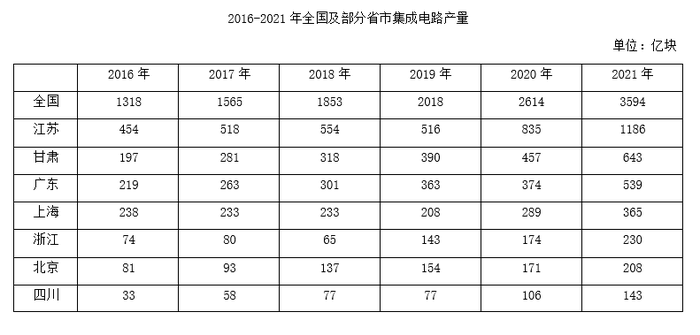 2016-2021 年全国及部分省市集成电路产量
单位：亿块
2016 年 2017 年 2018 年 2019 年 2020 年 2021 年
全国 1318 1565 1853 2018 2614 3594
江苏 454 518 554 516 835 1186
甘肃 197 281 318 390 457 643
广东 219 263 301 363 374 539
上海 238 233 233 208 289 365
浙江 74 80 65 143 174 230
北京 81 93 137 154 171 208
四川 33 58 77 77 106 143